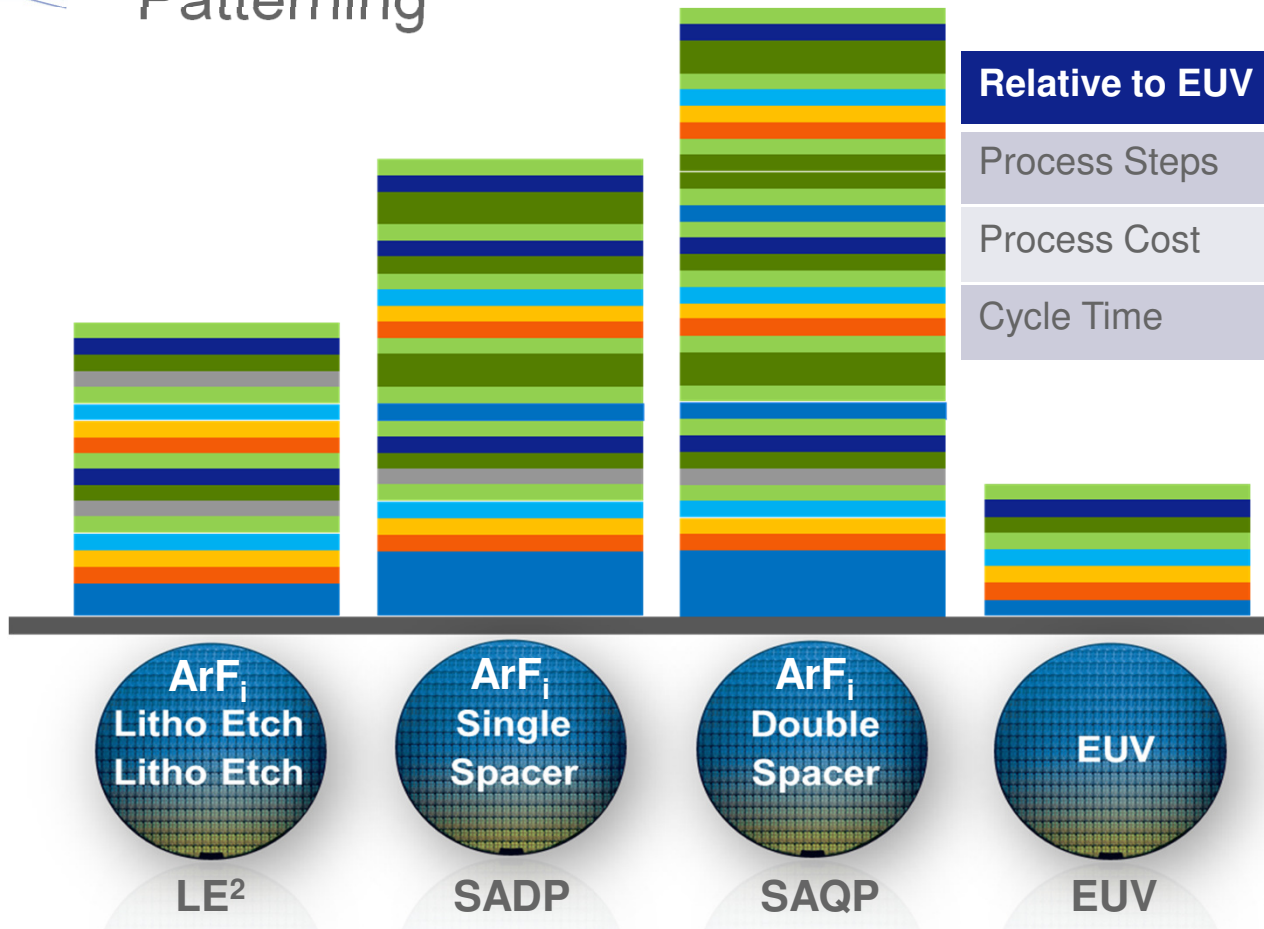 Patterning
Relative to EUV
Process Steps
Process Cost
Cycle Time
ArFi
Litho Etch
Litho Etch
ArFi
Single
Spacer
ArFi
Double
Spacer
EUV
LE²
SADP
SAQP
EUV